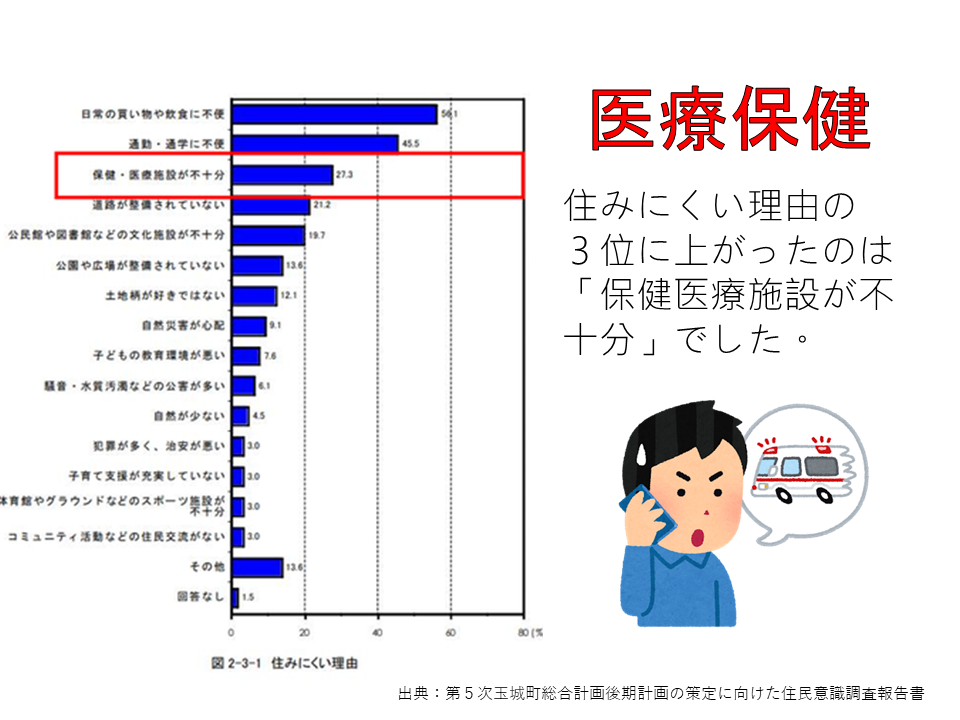 医療保健
住みにくい理由の
３位に上がったのは
「保健医療施設が不
十分」でした。
日常の買い物や飲食に不便 56.1
通勤・通学に不便 45.5
保健・医療施設が不十分 27.3
道路が整備されていない 21.2
公民館や図書館などの文化施設が不十分 19.7
公園や広場が整備されていない 13.6
土地柄が好きではない 12.1
自然災害が心配 9.1
子どもの教育環境が悪い 7.6
騒音・水質汚濁などの公害が多い 6.1
自然が少ない 4.5
犯罪が多く、治安が悪い 3.0
子育て支援が充実していない 3.0
体育館やグラウンドなどのスポーツ施設が
不十分 3.0
コミュニティ活動などの住民交流がない 3.0
その他 13.6
回答なし 1.5
0 20 40 60 80 (%
図 2-3-1 住みにくい理由
出典：第５次玉城町総合計画後期計画の策定に向けた住民意識調査報告書